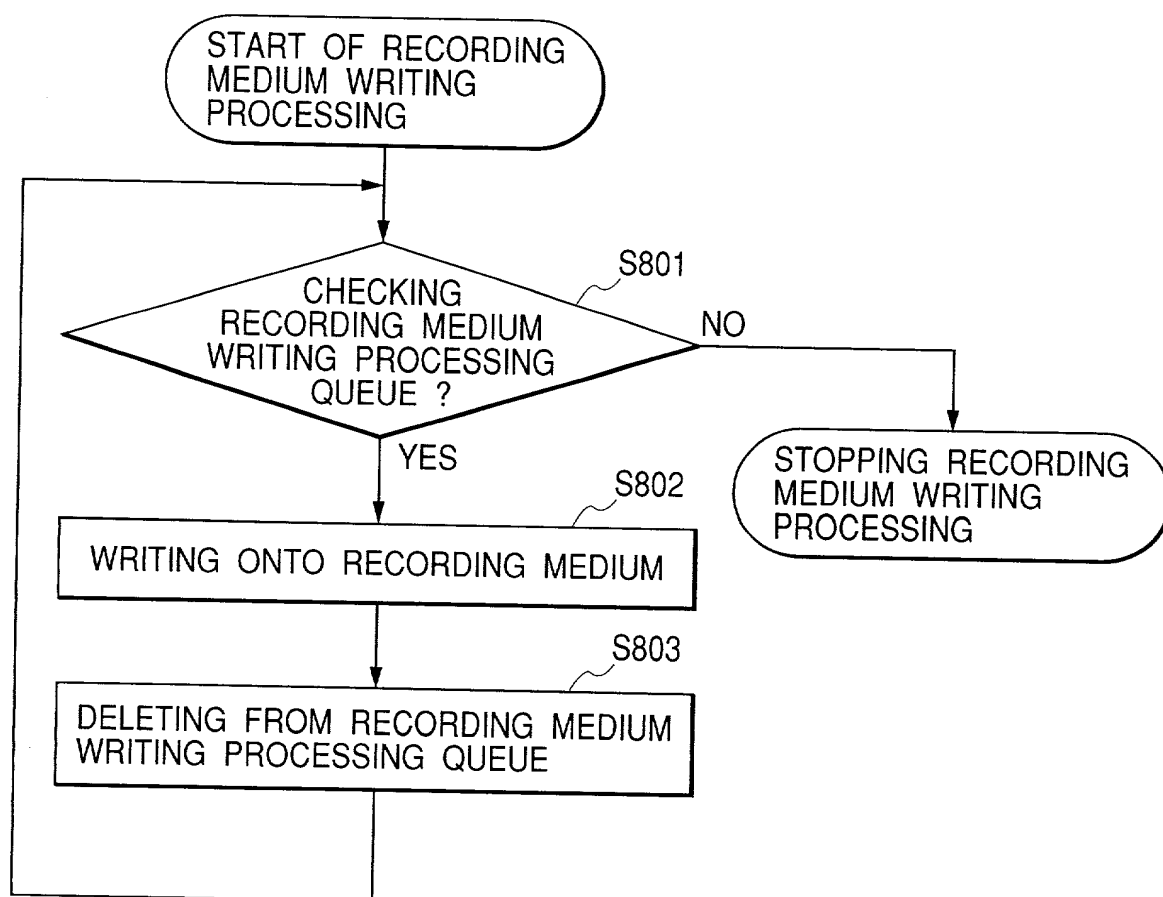 START OF RECORDING
MEDIUM WRITING
PROCESSING
S801
CHECKING
RECORDING MEDIUM
WRITING PROCESSING
QUEUE ?
NO
YES
STOPPING RECORDING
MEDIUM WRITING
PROCESSING
S802
WRITING ONTO RECORDING MEDIUM
S803
DELETING FROM RECORDING MEDIUM
WRITING PROCESSING QUEUE